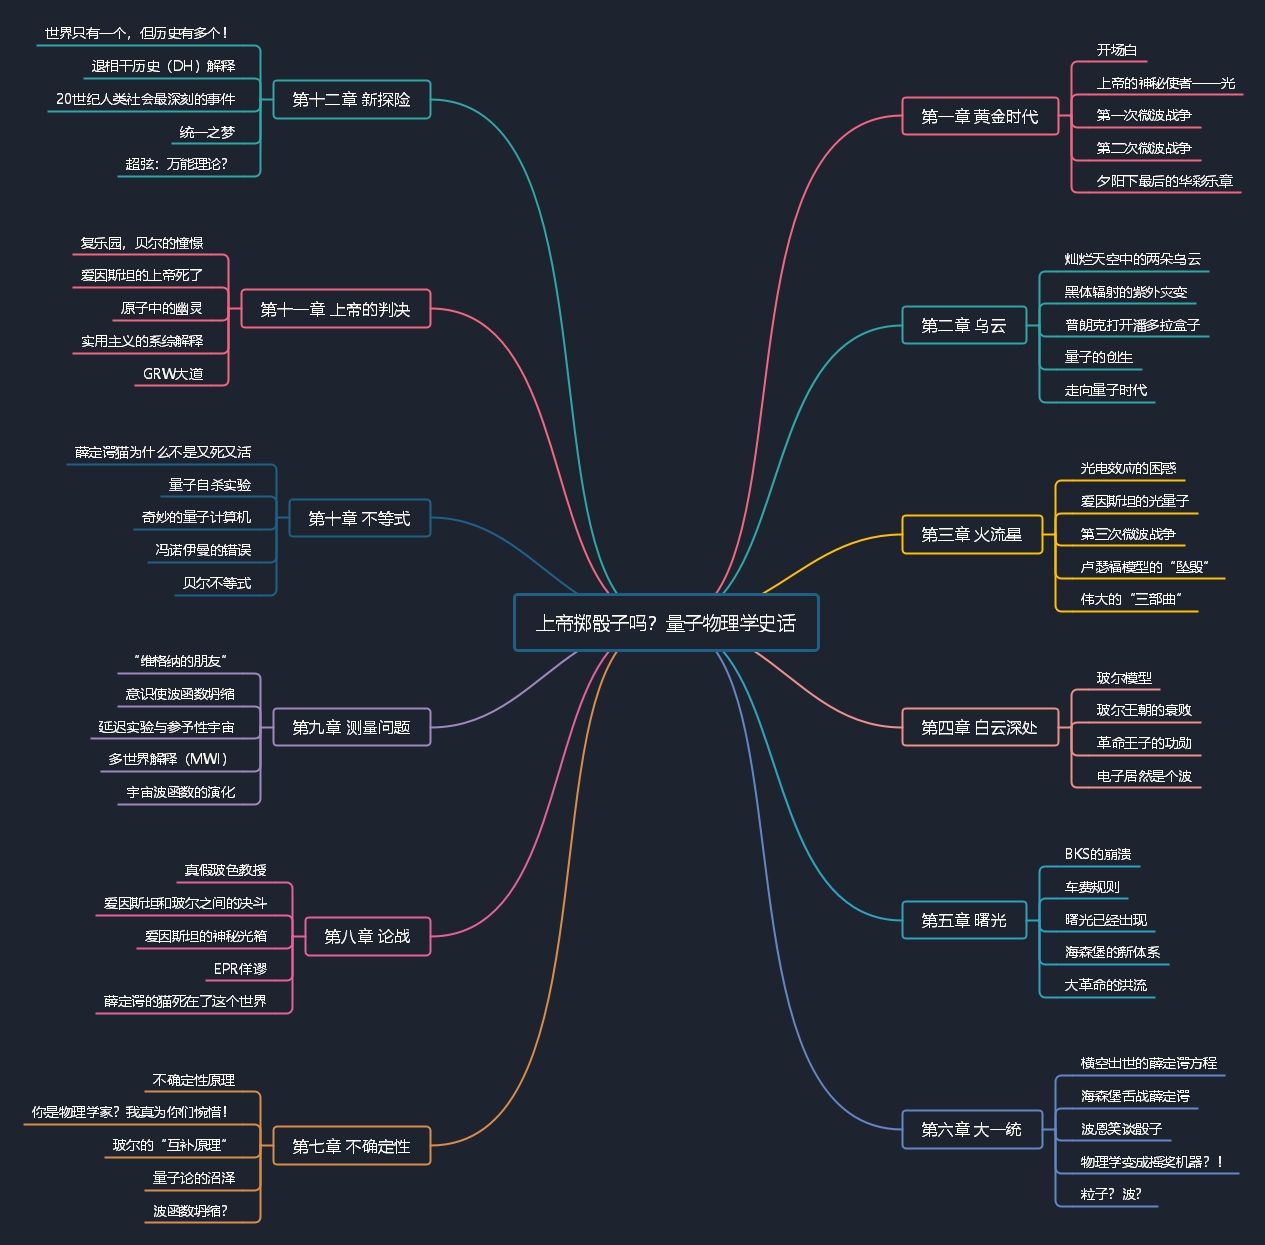 上帝掷骰子吗？量子物理学史话
第一章 黄金时代
开场白
上帝的神秘使者——光
第一次微波战争
第二次微波战争
夕阳下最后的华彩乐章
第二章 乌云
灿烂天空中的两朵乌云
黑体辐射的紫外灾变
普朗克打开潘多拉盒子
量子的创生
走向量子时代
第三章 火流星
光电效应的困惑
爱因斯坦的光量子
第三次微波战争
卢瑟福模型的“坠毁”
伟大的“三部曲”
第四章 白云深处
玻尔模型
玻尔王朝的衰败
革命王子的功勋
电子居然是个波
第五章 曙光
BKS的崩溃
车费规则
曙光已经出现
海森堡的新体系
大革命的洪流
第六章 大一统
横空出世的薛定谔方程
海森堡舌战薛定谔
波恩笑谈骰子
物理学变成摇奖机器？！
粒子？波？
第七章 不确定性
不确定性原理
你是物理学家？我真为你们惋惜！
玻尔的“互补原理”
量子论的沼泽
波函数坍缩？
第八章 论战
真假玻色教授
爱因斯坦和玻尔之间的决斗
爱因斯坦的神秘光箱
EPR佯谬
薛定谔的猫死在了这个世界
第九章 测量问题
“维格纳的朋友”
意识使波函数坍缩
延迟实验与参予性宇宙
多世界解释（MWI）
宇宙波函数的演化
第十章 不等式
薛定谔猫为什么不是又死又活
量子自杀实验
奇妙的量子计算机
冯诺伊曼的错误
贝尔不等式
第十一章 上帝的判决
复乐园，贝尔的憧憬
爱因斯坦的上帝死了
原子中的幽灵
实用主义的系综解释
GRW大道
第十二章 新探险
世界只有一个，但历史有多个！
退相干历史（DH）解释
20世纪人类社会最深刻的事件
统一之梦
超弦：万能理论？